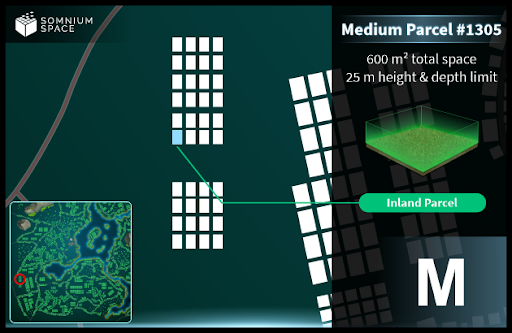 SOMNIUM
SPACE
Medium Parcel #1305
600 m² total space
25 m height & depth limit
Inland Parcel
M